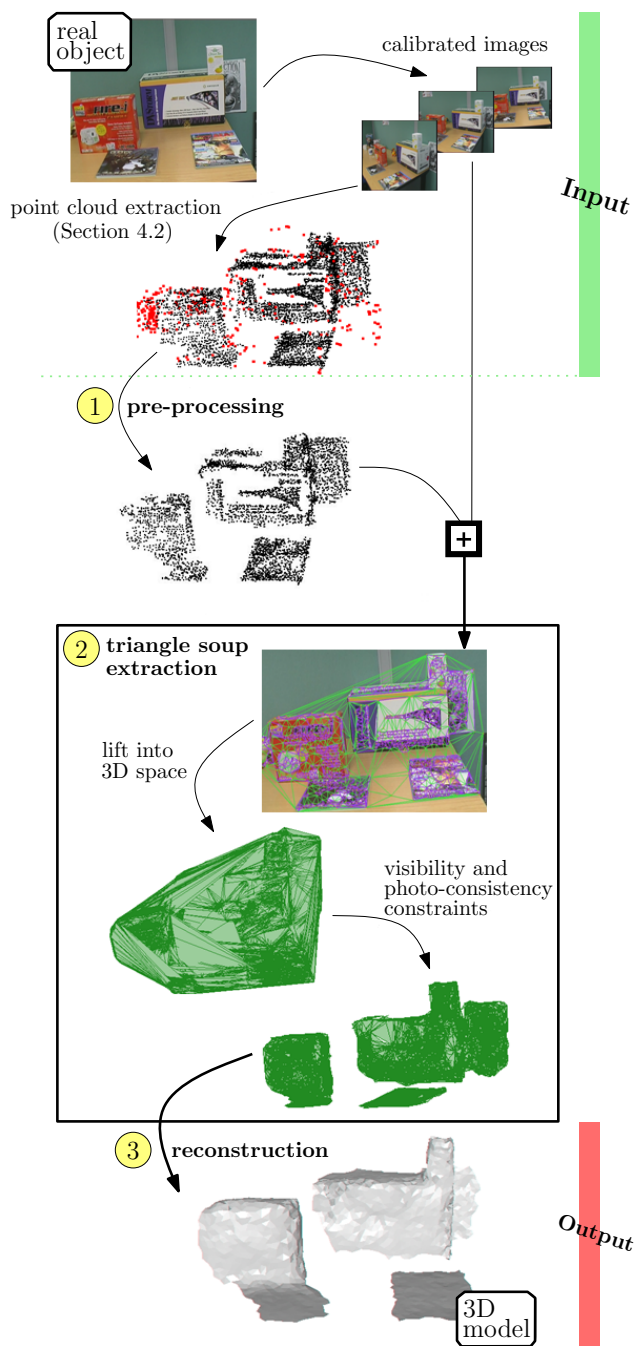 real
object
calibrated images
Input
point cloud extraction
(Section 4.2)
1
pre-processing
+
2
triangle soup
extraction
lift into
3D space
visibility and
photo-consistency
constraints
3
reconstruction
Output
3D
model